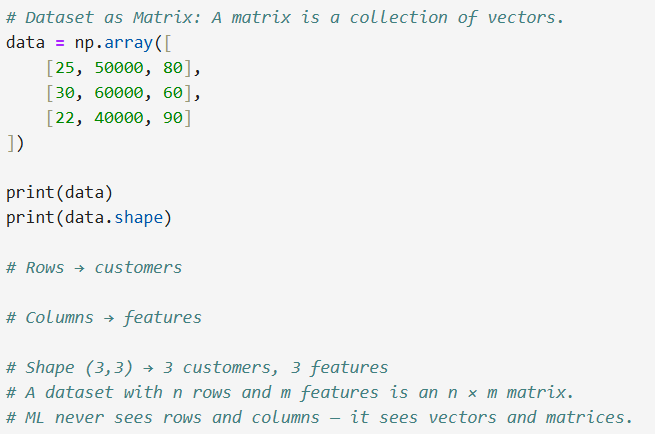 # Dataset as Matrix: A matrix is a collection of vectors.
data = np.array([
    [25, 50000, 80],
    [30, 60000, 60],
    [22, 40000, 90]
])
print(data)
print(data.shape)
# Rows → customers
# Columns → features
# Shape (3,3) → 3 customers, 3 features
# A dataset with n rows and m features is an n × m matrix.
# ML never sees rows and columns — it sees vectors and matrices.